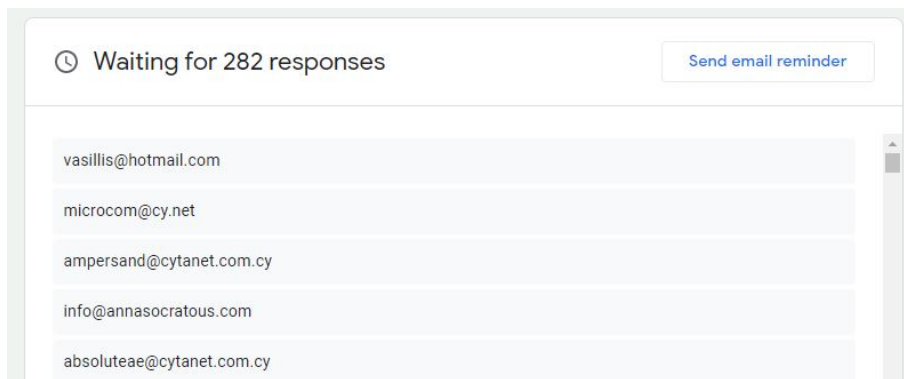 Waiting for 282 responses
Send email reminder
vasillis@hotmail.com
microcom@cy.net
ampersand@cytanet.com.cy
info@annasocratous.com
absoluteae@cytanet.com.cy